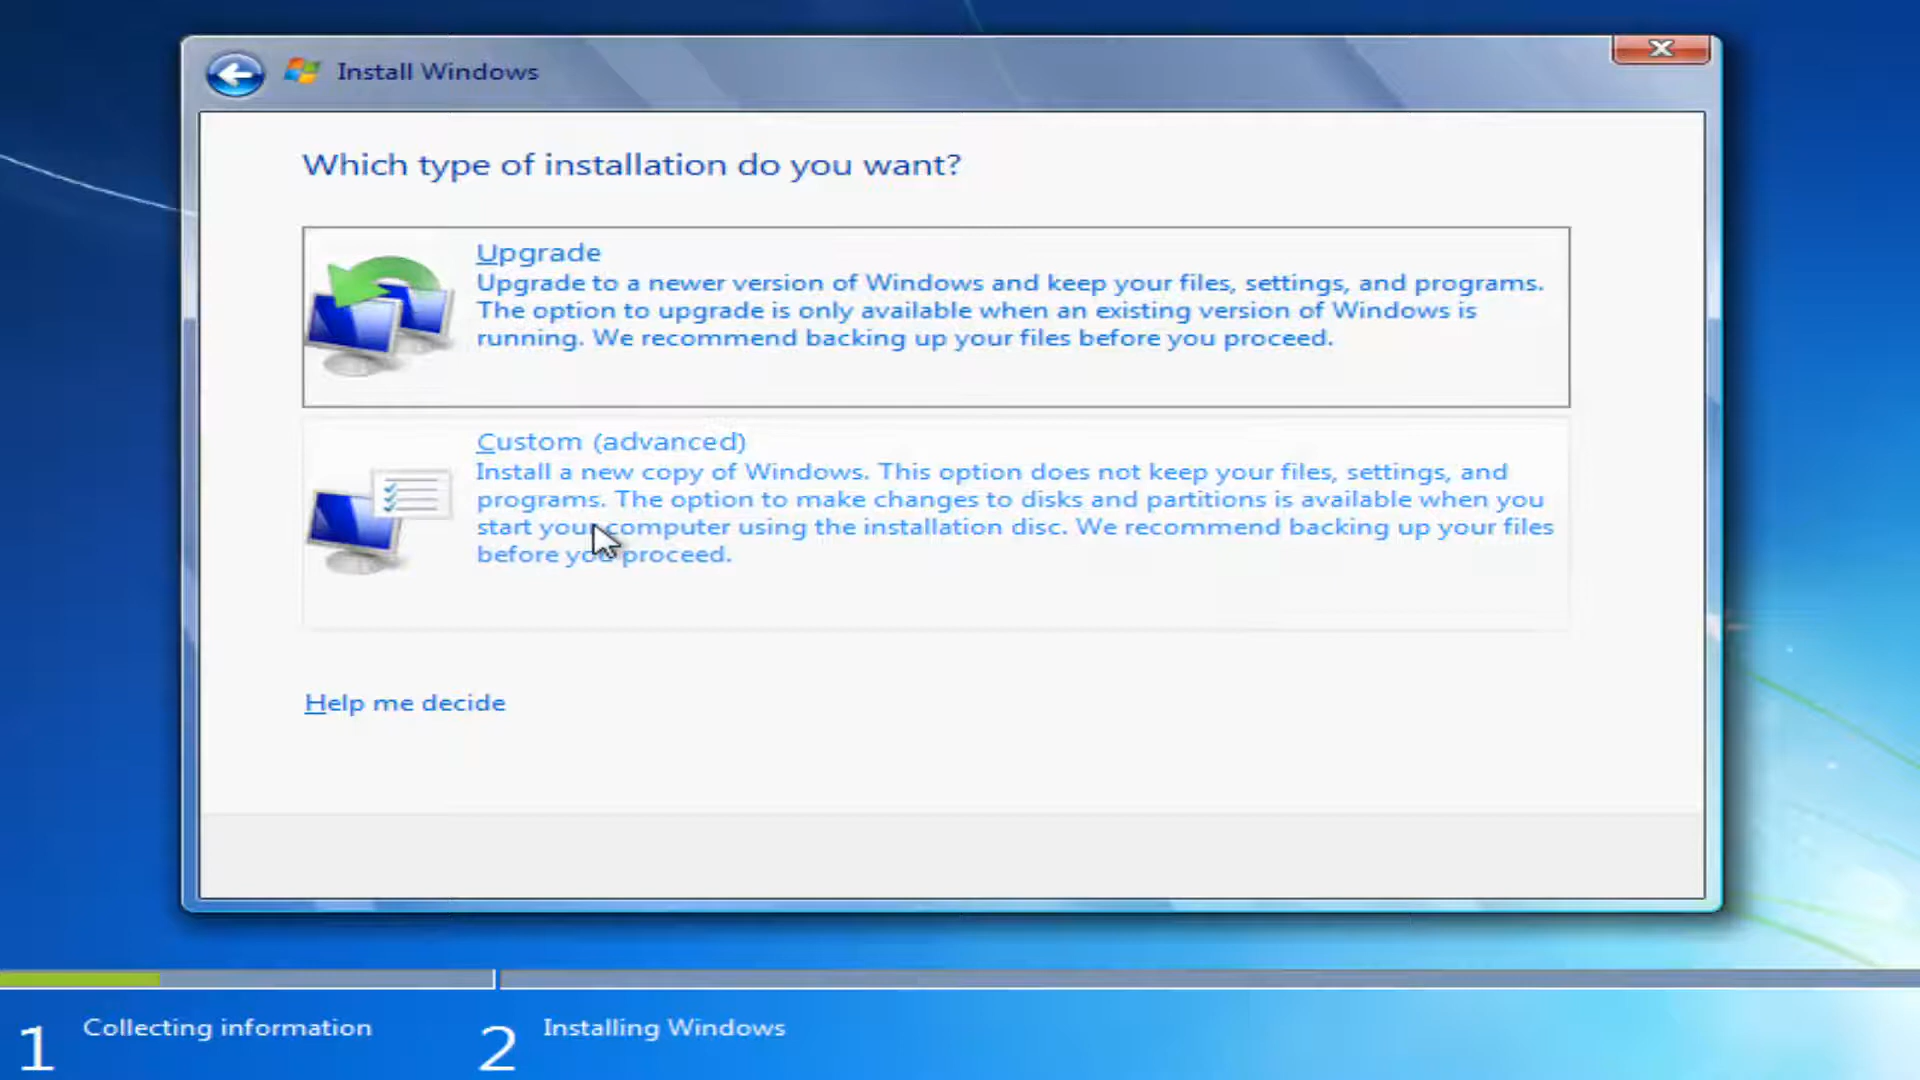 Install Windows
Which type of installation do you want?
Upgrade
Upgrade to a newer version of Windows and keep your files, settings, and programs.
The option to upgrade is only available when an existing version of Windows is
running. We recommend backing up your files before you proceed.
Custom (advanced)
Install a new copy of Windows. This option does not keep your files, settings, and
programs. The option to make changes to disks and partitions is available when you
start your computer using the installation disc. We recommend backing up your files
before you proceed.
Help me decide
1 Collecting information
2 Installing Windows